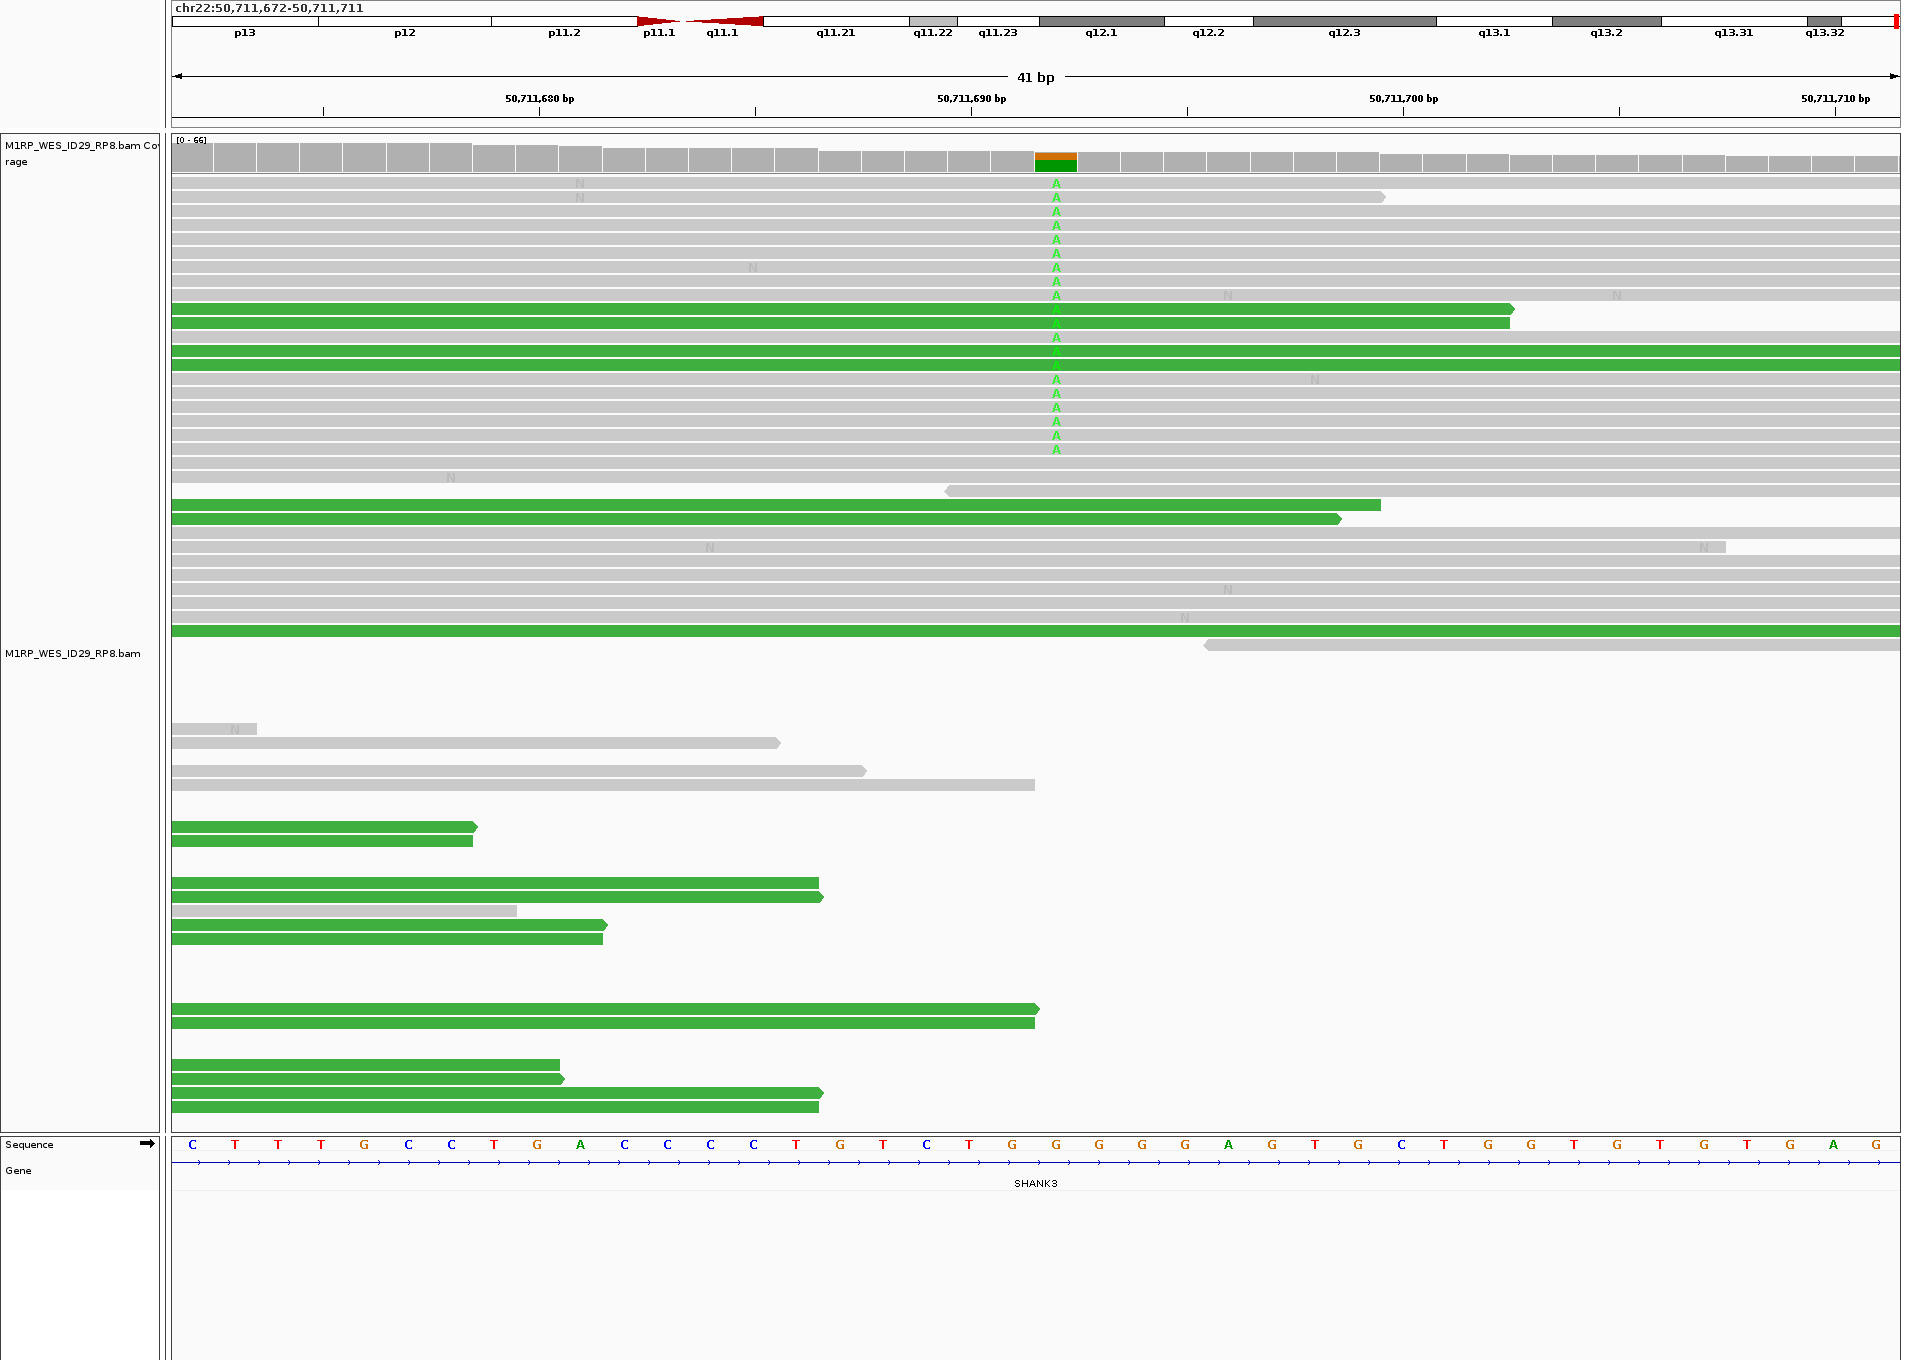 chr22:50,711,672-50,711,711
p13 p12 p11.2 p11.1 q11.1 q11.21 q11.22 q11.23 q12.1 q12.2 q12.3 q13.1 q13.2 q13.31 q13.32
41 bp
50,711,680 bp 50,711,690 bp 50,711,700 bp 50,711,710 bp
M1RP_WES_ID29_RP8.bam Co
rage
[0 - 66]
N A
N A
A
A
A
A
N A
A
A N N
A
A
A
A
A
A N
A
A
A
A
A
N
N N
N
N
M1RP_WES_ID29_RP8.bam
N
Sequence C T T T G C C T G A C C C C T G T C T G G G G G A G T G C T G G T G T G T G A G
Gene
SHANK3